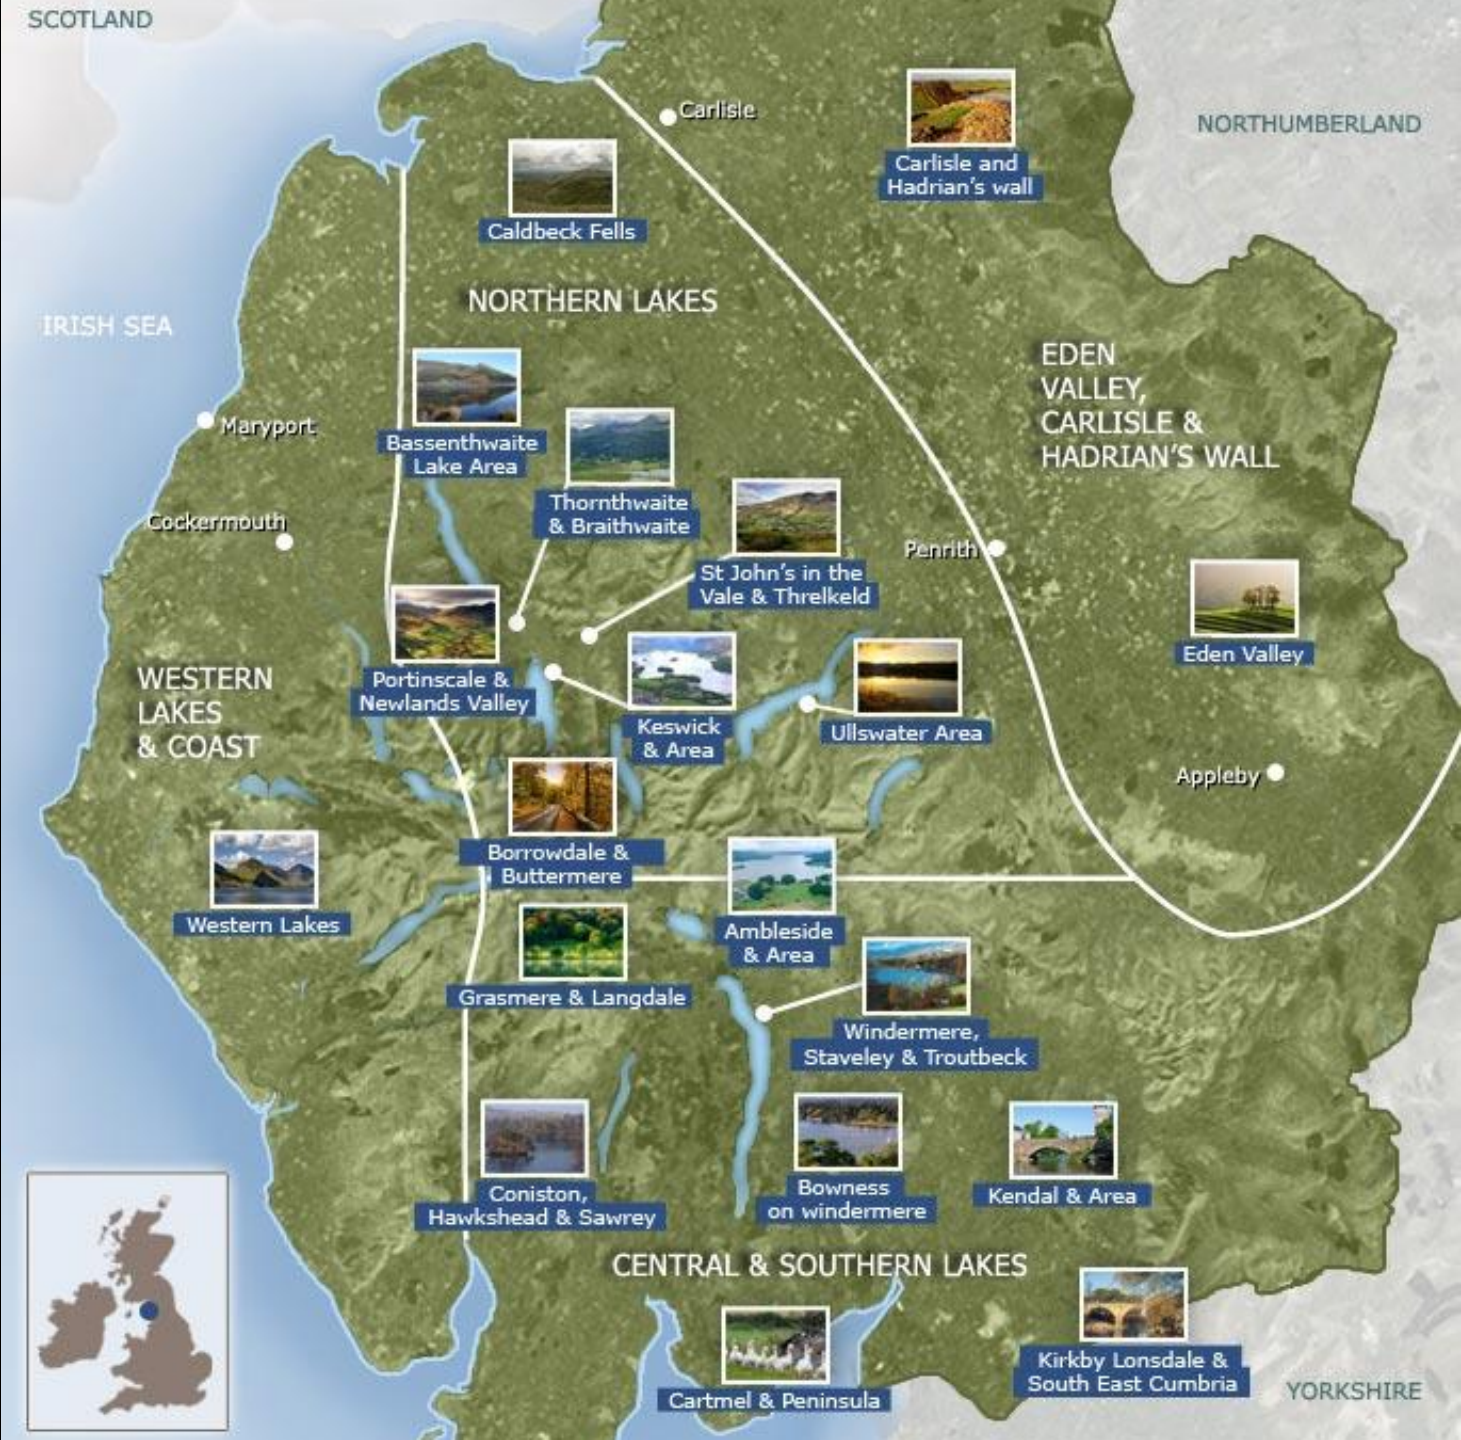 SCOTLAND
Carlisle
NORTHUMBERLAND
Carlisle and
Hadrian's wall
Caldbeck Fells
NORTHERN LAKES
IRISH SEA
EDEN
VALLEY,
CARLISLE &
HADRIAN'S WALL
Maryport
Bassenthwaite
Lake Area
Thornthwaite
& Braithwaite
Cockermouth
Penrith
St John's in the
Vale & Threlkeld
Eden Valley
WESTERN
LAKES
& COAST
Portinscale &
Newlands Valley
Keswick
& Area
Ullswater Area
Appleby
Borrowdale &
Buttermere
Western Lakes
Ambleside
& Area
Grasmere & Langdale
Windermere,
Staveley & Troutbeck
Coniston,
Hawkshead & Sawrey
Bowness
on windermere
Kendal & Area
CENTRAL & SOUTHERN LAKES
Kirkby Lonsdale &
South East Cumbria
Cartmel & Peninsula
YORKSHIRE